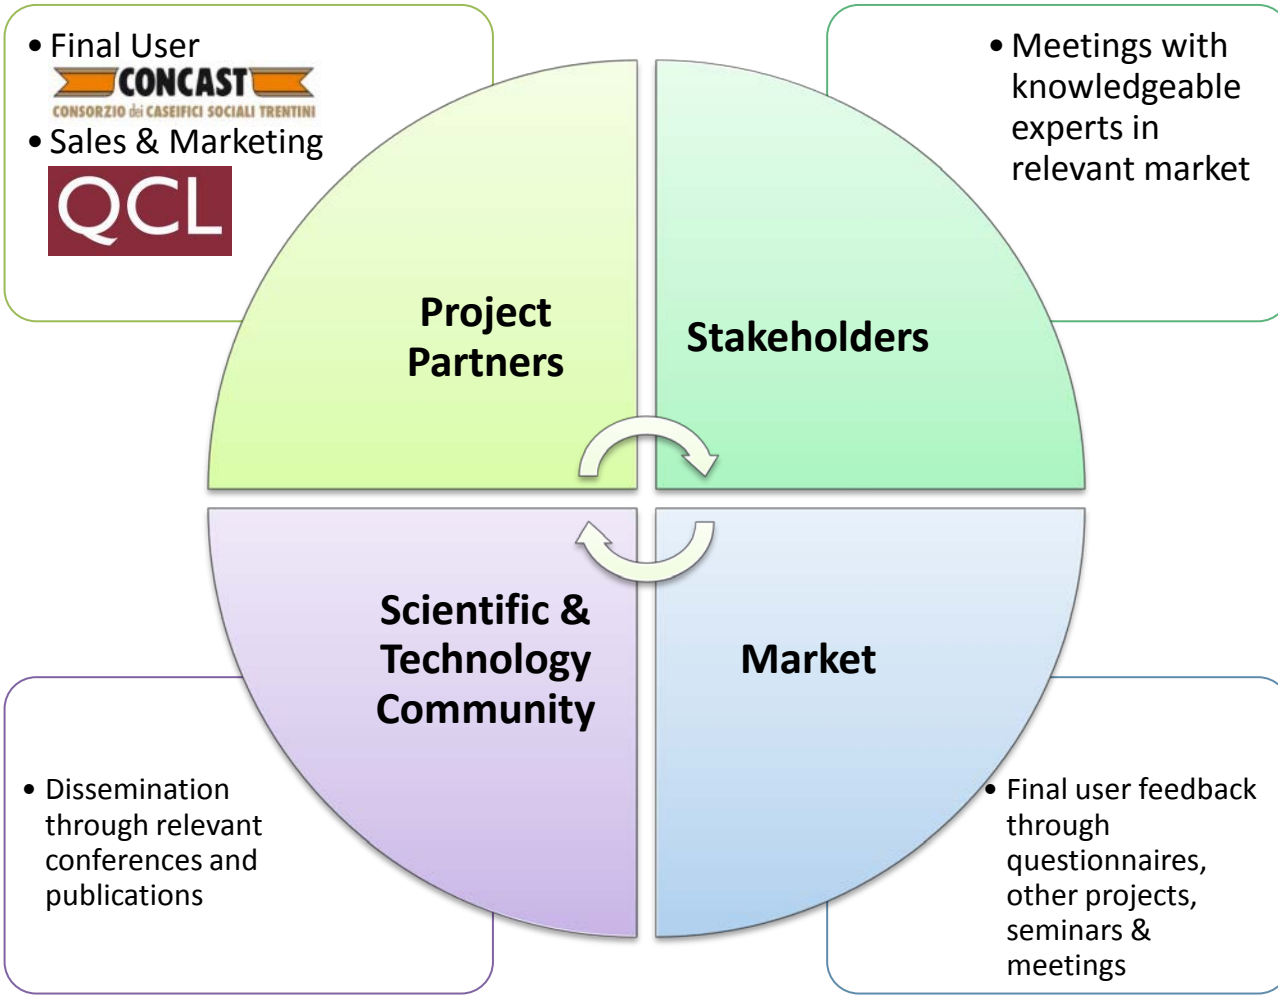 • Final User
CONCAST
CONSORZIO dei CASEIFICI SOCIALI TRENTINI
• Sales & Marketing
QCL
Project
Partners
• Meetings with
knowledgeable
experts in
relevant market
Stakeholders
Scientific &
Technology
Community
• Dissemination
through relevant
conferences and
publications
Market
• Final user feedback
through
questionnaires,
other projects,
seminars &
meetings